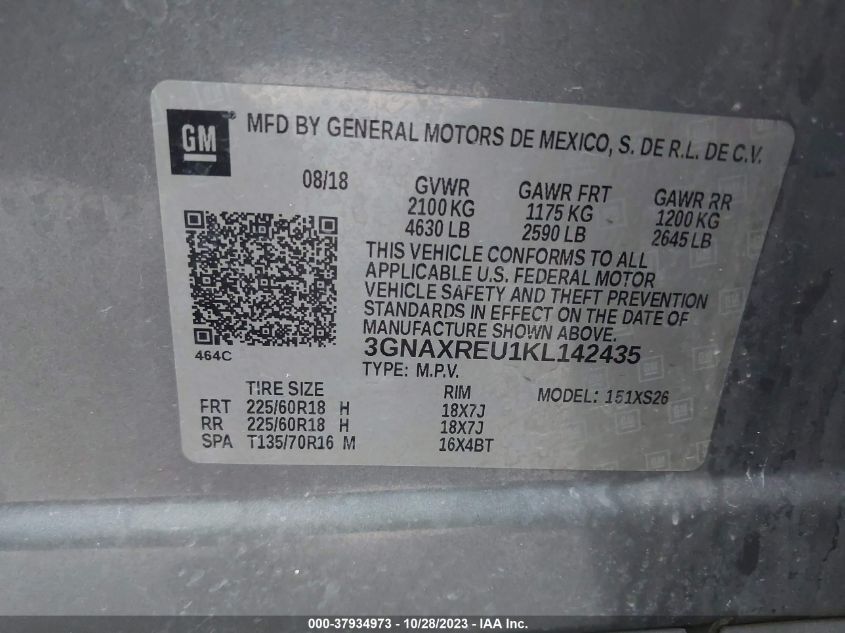 GM ® MFD BY GENERAL MOTORS DE MEXICO, S. DE R.L. DE C.V.
08/18 GVWR GAWR FRT GAWR RR
2100 KG 1175 KG 1200 KG
4630 LB 2590 LB 2645 LB
THIS VEHICLE CONFORMS TO ALL
APPLICABLE U.S. FEDERAL MOTOR
VEHICLE SAFETY AND THEFT PREVENTION
STANDARDS IN EFFECT ON THE DATE OF
MANUFACTURE SHOWN ABOVE.
464C 3GNAXREU1KL142435
TYPE: M.P.V.
TIRE SIZE RIM MODEL: 151XS26
FRT 225/60R18 H 18X7J
RR 225/60R18 H 18X7J
SPA T135/70R16 M 16X4BT
000-37934973 - 10/28/2023 - IAA Inc.